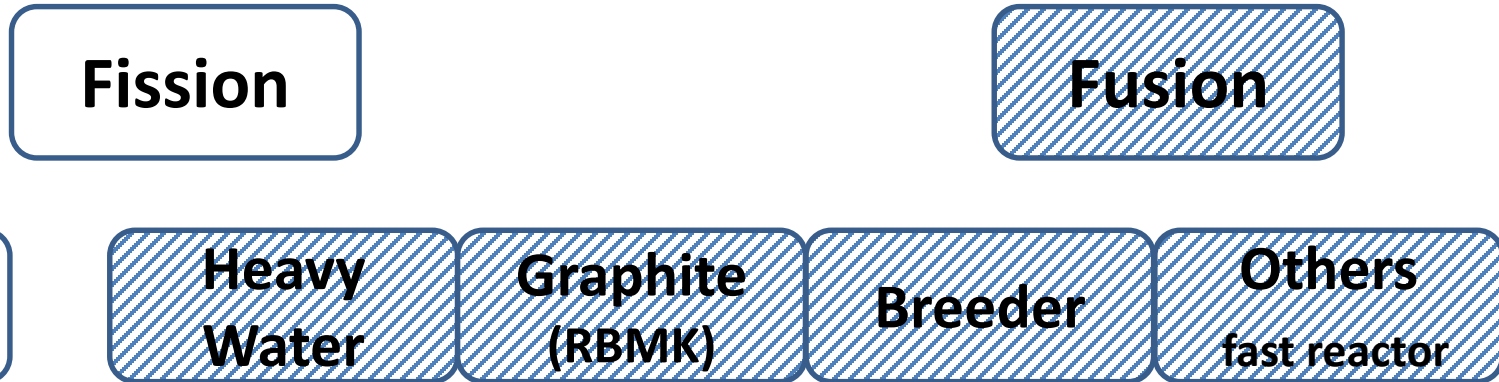 Fission
Fusion
Heavy
Water
Graphite
(RBMK)
Breeder
Others
fast reactor